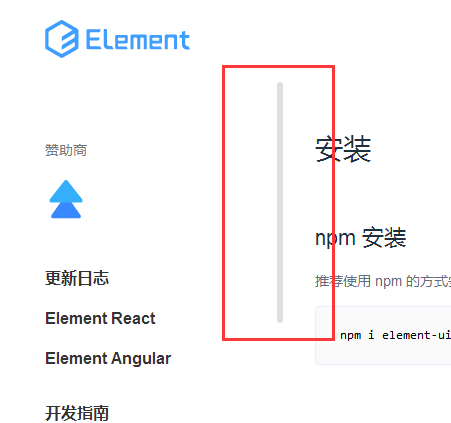 Element
赞助商
安装
npm 安装
更新日志
推荐使用 npm 的方式
Element React
npm i element-ui
Element Angular
开发指南